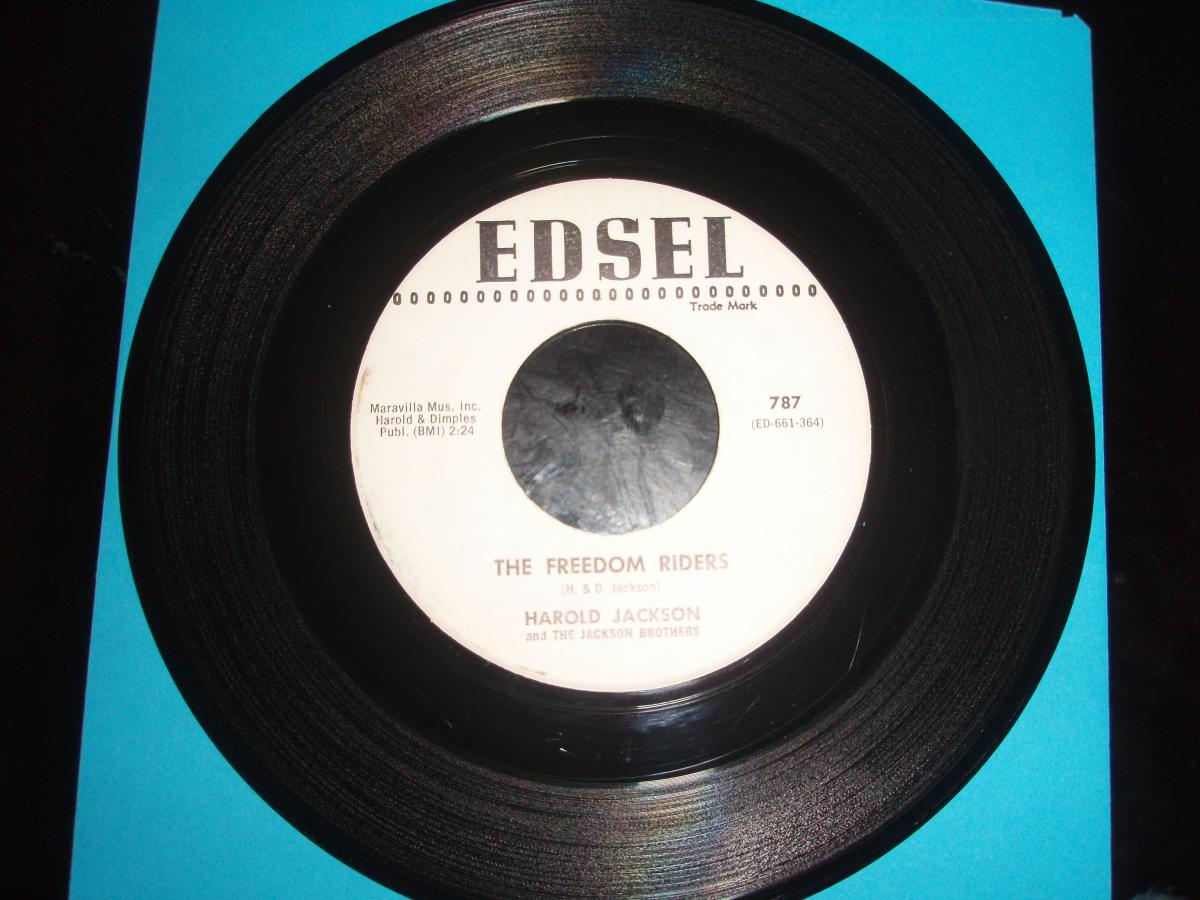 EDSEL
Trade Mark
Maravilla Mus. Inc.
Harold & Dimples
Publ. (BMI) 2:24
787
(ED-661-364)
THE FREEDOM RIDERS
(H. & D. Jackson)
HAROLD JACKSON
and THE JACKSON BROTHERS